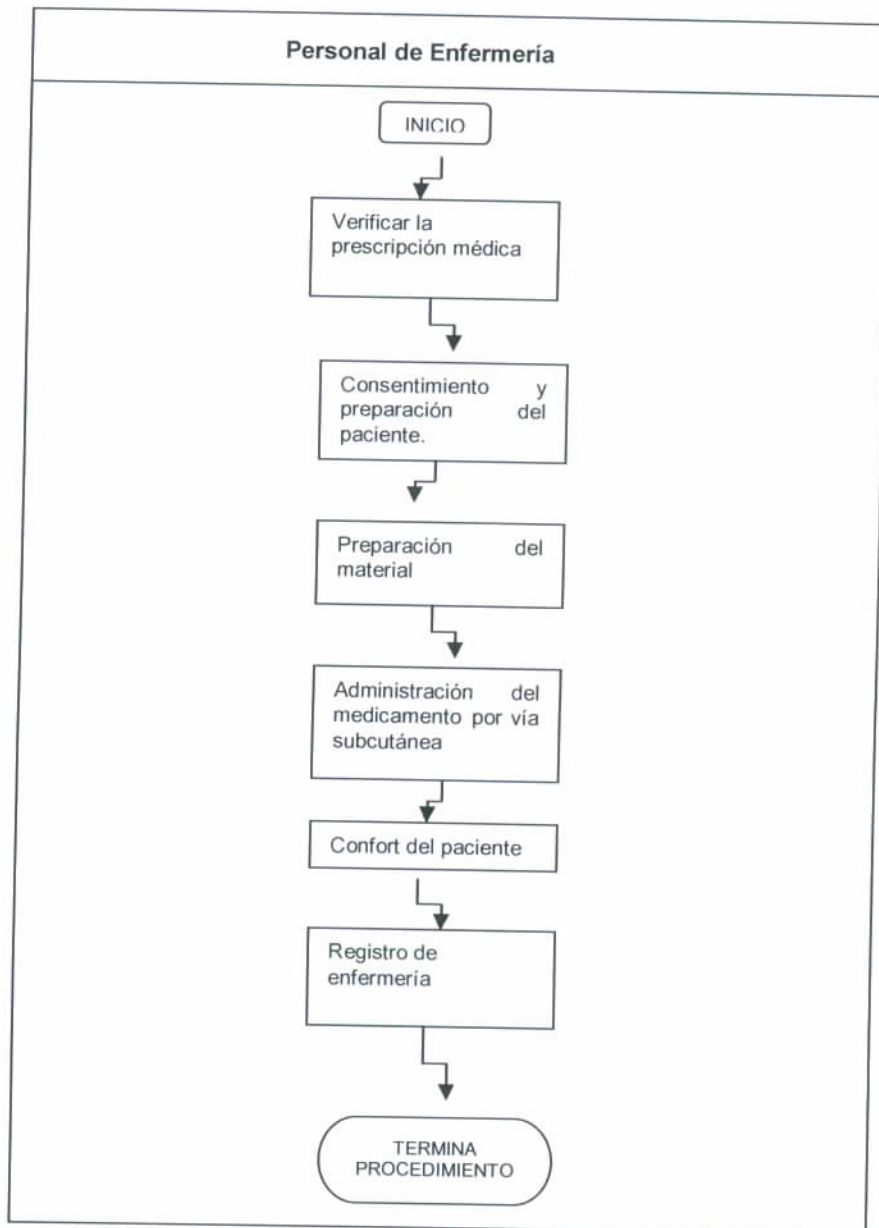 Personal de Enfermería
INICIO
Verificar la
prescripción médica
Consentimiento y
preparación del
paciente.
Preparación del
material
Administración del
medicamento por vía
subcutánea
Confort del paciente
Registro de
enfermería
TERMINA
PROCEDIMIENTO